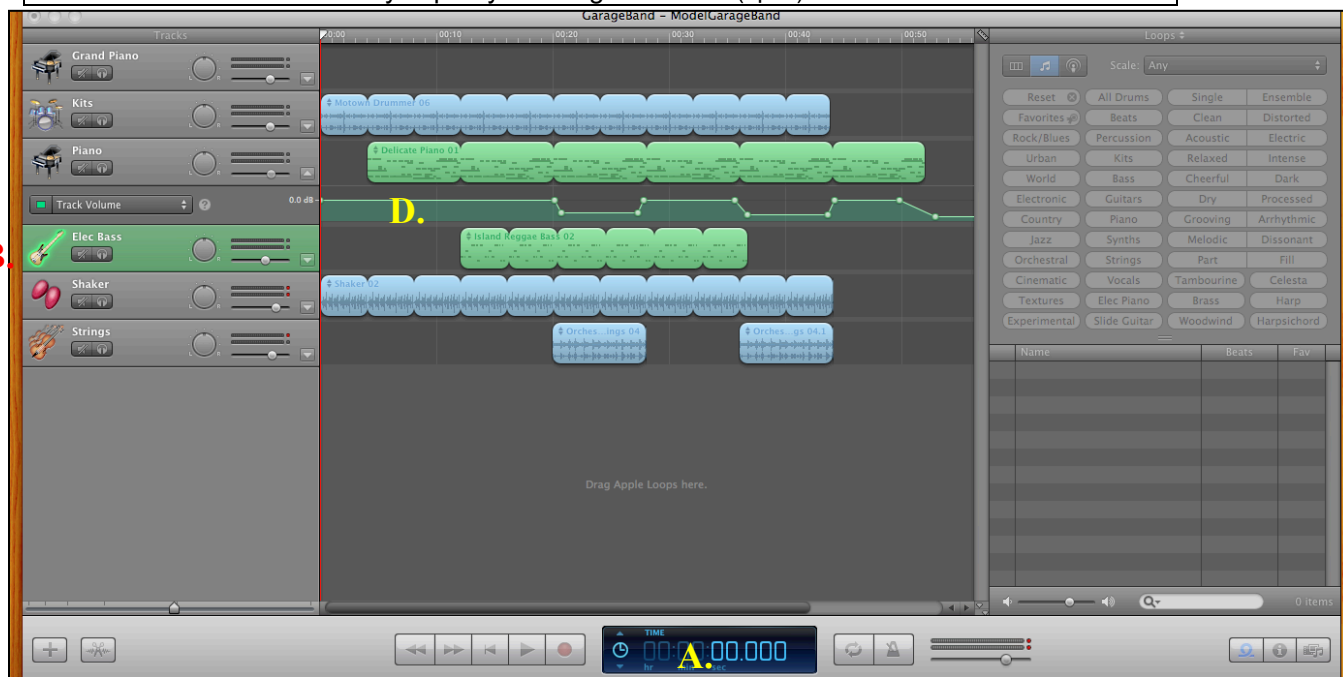 GarageBand – ModelGarageBand
Tracks
0:00 00:10 00:20 00:30 00:40 00:50
Loops
Grand Piano
Scale: Any
Kits
Motown Drummer 06
Piano
Delicate Piano 01
Track Volume
0.0 dB
D.
Elec Bass
Island Reggae Bass 02
Shaker
Shaker 02
Strings
Orches...ings 04
Orches...gs 04.1
Drag Apple Loops here.
Reset All Drums Single Ensemble
Favorites Beats Clean Distorted
Rock/Blues Percussion Acoustic Electric
Urban Kits Relaxed Intense
World Bass Cheerful Dark
Electronic Guitars Dry Processed
Country Piano Grooving Arrhythmic
Jazz Synths Melodic Dissonant
Orchestral Strings Part Fill
Cinematic Vocals Tambourine Celesta
Textures Elec Piano Brass Harp
Experimental Slide Guitar Woodwind Harpsichord
Name Beats Fav
0 items
TIME
00.000
A.
hr sec